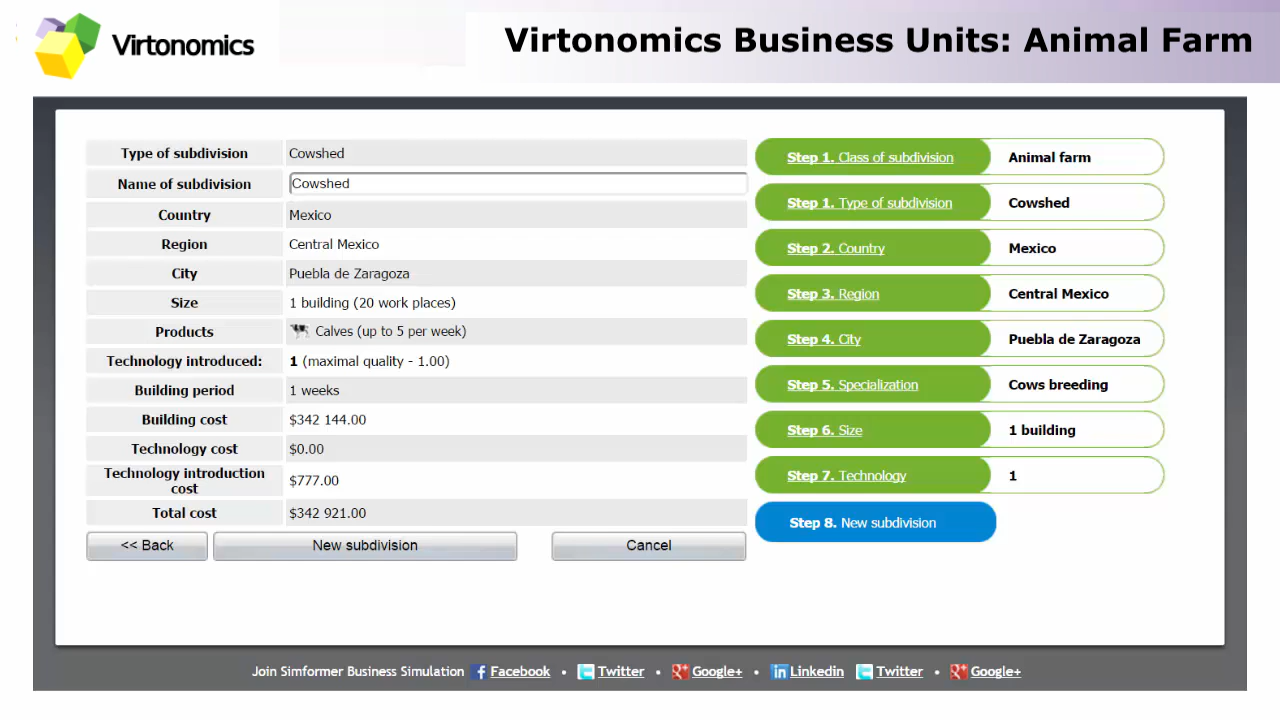 Virtonomics
Virtonomics Business Units: Animal Farm
Type of subdivision Cowshed
Name of subdivision Cowshed
Country Mexico
Region Central Mexico
City Puebla de Zaragoza
Size 1 building (20 work places)
Products Calves (up to 5 per week)
Technology introduced: 1 (maximal quality - 1.00)
Building period 1 weeks
Building cost $342 144.00
Technology cost $0.00
Technology introduction
cost
$777.00
Total cost $342 921.00
<< Back New subdivision Cancel
Step 1. Class of subdivision Animal farm
Step 1. Type of subdivision Cowshed
Step 2. Country Mexico
Step 3. Region Central Mexico
Step 4. City Puebla de Zaragoza
Step 5. Specialization Cows breeding
Step 6. Size 1 building
Step 7. Technology 1
Step 8. New subdivision
Join Simformer Business Simulation Facebook • Twitter • Google+ • Linkedin Twitter • Google+